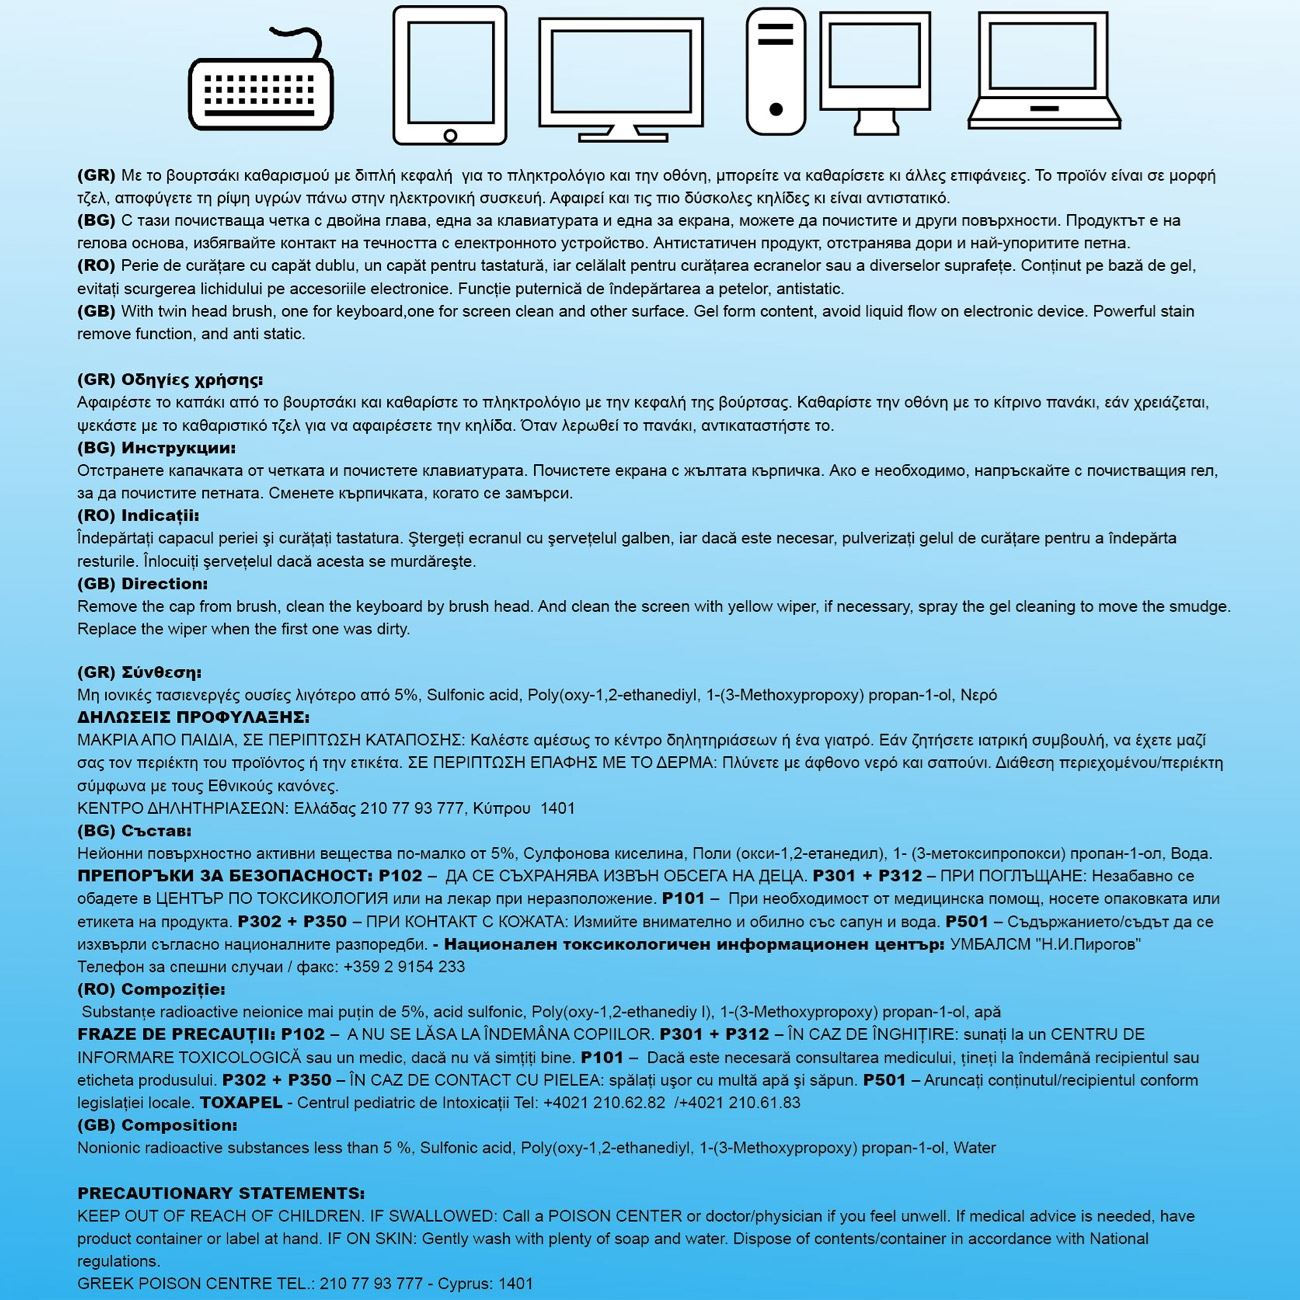 (GR) Με το βουρτσάκι καθαρισμού με διπλή κεφαλή για το πληκτρολόγιο και την οθόνη, μπορείτε να καθαρίσετε κι άλλες επιφάνειες. Το προϊόν είναι σε μορφή
τζελ, αποφύγετε τη ρίψη υγρών πάνω στην ηλεκτρονική συσκευή. Αφαιρεί και τις πιο δύσκολες κηλίδες κι είναι αντιστατικό.
(BG) С тази почистваща четка с двойна глава, една за клавиатурата и една за екрана, можете да почистите и други повърхности. Продуктът е на
гелова основа, избягвайте контакт на течността с електронното устройство. Антистатичен продукт, отстранява дори и най-упоритите петна.
(RO) Perie de curățare cu capăt dublu, un capăt pentru tastatură, iar celălalt pentru curățarea ecranelor sau a diverselor suprafețe. Conținut pe bază de gel,
evitați scurgerea lichidului pe accesoriile electronice. Funcție puternică de îndepărtarea a petelor, antistatic.
(GB) With twin head brush, one for keyboard,one for screen clean and other surface. Gel form content, avoid liquid flow on electronic device. Powerful stain
remove function, and anti static.
(GR) Οδηγίες χρήσης:
Αφαιρέστε το καπάκι από το βουρτσάκι και καθαρίστε το πληκτρολόγιο με την κεφαλή της βούρτσας. Καθαρίστε την οθόνη με το κίτρινο πανάκι, εάν χρειάζεται,
ψεκάστε με το καθαριστικό τζελ για να αφαιρέσετε την κηλίδα. Όταν λερωθεί το πανάκι, αντικαταστήστε το.
(BG) Инструкции:
Отстранете капачката от четката и почистете клавиатурата. Почистете екрана с жълтата кърпичка. Ако е необходимо, напръскайте с почистващия гел,
за да почистите петната. Сменете кърпичката, когато се замърси.
(RO) Indicații:
Îndepărtați capacul periei şi curățați tastatura. Ştergeți ecranul cu şervețelul galben, iar dacă este necesar, pulverizați gelul de curățare pentru a îndepărta
resturile. Înlocuiți şervețelul dacă acesta se murdăreşte.
(GB) Direction:
Remove the cap from brush, clean the keyboard by brush head. And clean the screen with yellow wiper, if necessary, spray the gel cleaning to move the smudge.
Replace the wiper when the first one was dirty.
(GR) Σύνθεση:
Μη ιονικές τασιενεργές ουσίες λιγότερο από 5%, Sulfonic acid, Poly(oxy-1,2-ethanediyl, 1-(3-Methoxypropoxy) propan-1-ol, Νερό
ΔΗΛΩΣΕΙΣ ΠΡΟΦΥΛΑΞΗΣ:
ΜΑΚΡΙΑ ΑΠΟ ΠΑΙΔΙΑ, ΣΕ ΠΕΡΙΠΤΩΣΗ ΚΑΤΑΠΟΣΗΣ: Καλέστε αμέσως το κέντρο δηλητηριάσεων ή ένα γιατρό. Εάν ζητήσετε ιατρική συμβουλή, να έχετε μαζί
σας τον περιέκτη του προϊόντος ή την ετικέτα. ΣΕ ΠΕΡΙΠΤΩΣΗ ΕΠΑΦΗΣ ΜΕ ΤΟ ΔΕΡΜΑ: Πλύνετε με άφθονο νερό και σαπούνι. Διάθεση περιεχομένου/περιέκτη
σύμφωνα με τους Εθνικούς κανόνες.
ΚΕΝΤΡΟ ΔΗΛΗΤΗΡΙΑΣΕΩΝ: Ελλάδας 210 77 93 777, Κύπρου 1401
(BG) Състав:
Нейонни повърхностно активни вещества по-малко от 5%, Сулфонова киселина, Поли (окси-1,2-етанедил), 1- (3-метоксипропокси) пропан-1-ол, Вода.
ПРЕПОРЪКИ ЗА БЕЗОПАСНОСТ: P102 – ДА СЕ СЪХРАНЯВА ИЗВЪН ОБСЕГА НА ДЕЦА. P301 + P312 – ПРИ ПОГЛЪЩАНЕ: Незабавно се
обадете в ЦЕНТЪР ПО ТОКСИКОЛОГИЯ или на лекар при неразположение. P101 – При необходимост от медицинска помощ, носете опаковката или
етикета на продукта. P302 + P350 – ПРИ КОНТАКТ С КОЖАТА: Измийте внимателно и обилно със сапун и вода. P501 – Съдържанието/съдът да се
изхвърли съгласно националните разпоредби. - Национален токсикологичен информационен център: УМБАЛСМ "Н.И.Пирогов"
Телефон за спешни случаи / факс: +359 2 9154 233
(RO) Compoziție:
Substanțe radioactive neionice mai puțin de 5%, acid sulfonic, Poly(oxy-1,2-ethanediy l), 1-(3-Methoxypropoxy) propan-1-ol, apă
FRAZE DE PRECAUȚII: P102 – A NU SE LĂSA LA ÎNDEMÂNA COPIILOR. P301 + P312 – ÎN CAZ DE ÎNGHIȚIRE: sunați la un CENTRU DE
INFORMARE TOXICOLOGICĂ sau un medic, dacă nu vă simțiți bine. P101 – Dacă este necesară consultarea medicului, țineți la îndemână recipientul sau
eticheta produsului. P302 + P350 – ÎN CAZ DE CONTACT CU PIELEA: spălați uşor cu multă apă şi săpun. P501 – Aruncați conținutul/recipientul conform
legislației locale. TOXAPEL - Centrul pediatric de Intoxicații Tel: +4021 210.62.82 /+4021 210.61.83
(GB) Composition:
Nonionic radioactive substances less than 5 %, Sulfonic acid, Poly(oxy-1,2-ethanediyl, 1-(3-Methoxypropoxy) propan-1-ol, Water
PRECAUTIONARY STATEMENTS:
KEEP OUT OF REACH OF CHILDREN. IF SWALLOWED: Call a POISON CENTER or doctor/physician if you feel unwell. If medical advice is needed, have
product container or label at hand. IF ON SKIN: Gently wash with plenty of soap and water. Dispose of contents/container in accordance with National
regulations.
GREEK POISON CENTRE TEL.: 210 77 93 777 - Cyprus: 1401